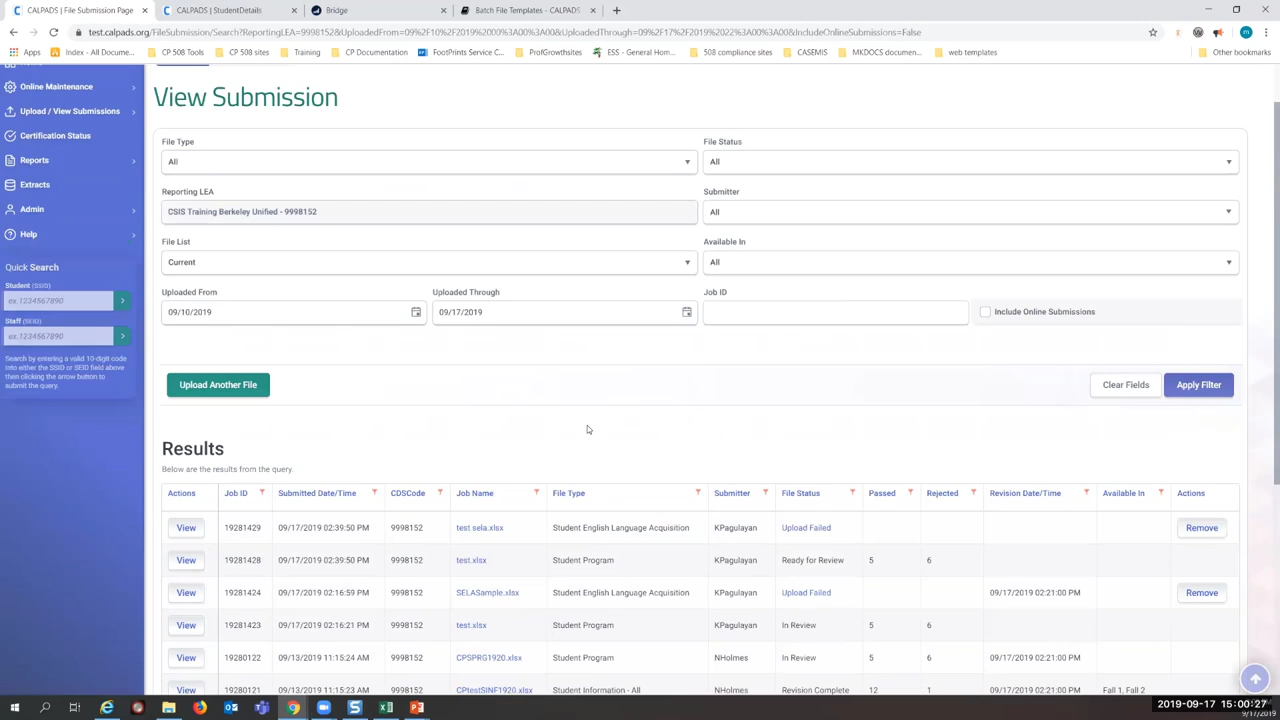 CALPADS | File Submission Page
CALPADS | StudentDetails
Bridge
Batch File Templates - CALPADS
test.calpads.org/FileSubmission/Search?ReportingLEA=9998152&UploadedFrom=09%2F10%2F2019%2000%3A00%3A00&UploadedThrough=09%2F17%2F2019%2022%3A00%3A00&IncludeOnlineSubmissions=False
Apps
Index - All Docume...
CP 508 Tools
CP 508 sites
Training
CP Documentation
FootPrints Service C...
ProfGrowthsites
ESS - General Hom...
508 compliance sites
CASEMIS
MKDOCS documen...
web templates
Other bookmarks
Online Maintenance
Upload / View Submissions
Certification Status
Reports
Extracts
Admin
Help
Quick Search
Student (SSID)
ex.1234567890
Staff (SEID)
ex.1234567890
Search by entering a valid 10-digit code
into either the SSID or SEID field above
then clicking the arrow button to
submit the query.
View Submission
File Type
File Status
All
All
Reporting LEA
Submitter
CSIS Training Berkeley Unified - 9998152
All
File List
Available In
Current
All
Uploaded From
Uploaded Through
Job ID
09/10/2019
09/17/2019
Include Online Submissions
Upload Another File
Clear Fields
Apply Filter
Results
Below are the results from the query.
Actions Job ID Submitted Date/Time CDSCode Job Name File Type Submitter File Status Passed Rejected Revision Date/Time Available In Actions
View 19281429 09/17/2019 02:39:50 PM 9998152 test sela.xlsx Student English Language Acquisition KPagulayan Upload Failed Remove
View 19281428 09/17/2019 02:39:50 PM 9998152 test.xlsx Student Program KPagulayan Ready for Review 5 6
View 19281424 09/17/2019 02:16:59 PM 9998152 SELASample.xlsx Student English Language Acquisition KPagulayan Upload Failed 09/17/2019 02:21:00 PM Remove
View 19281423 09/17/2019 02:16:21 PM 9998152 test.xlsx Student Program KPagulayan In Review 5 6
View 19280122 09/13/2019 11:15:24 AM 9998152 CPSPRG1920.xlsx Student Program NHolmes In Review 5 6 09/17/2019 02:21:00 PM
View 19280121 09/13/2019 11:15:23 AM 9998152 CPtestSINF1920.xlsx Student Information - All NHolmes Revision Complete 12 1 09/17/2019 02:21:00 PM Fall 1, Fall 2
2019-09-17 15:00:27
9/17/2019